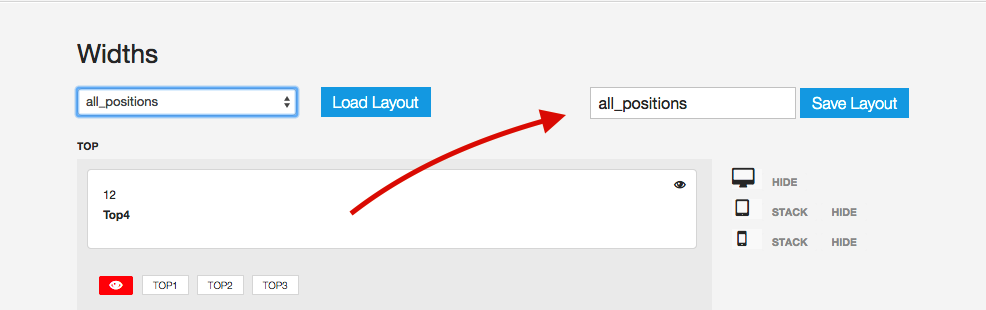 Widths
all_positions Load Layout all_positions Save Layout
TOP
12
Top4
HIDE
STACK HIDE
STACK HIDE
TOP1 TOP2 TOP3